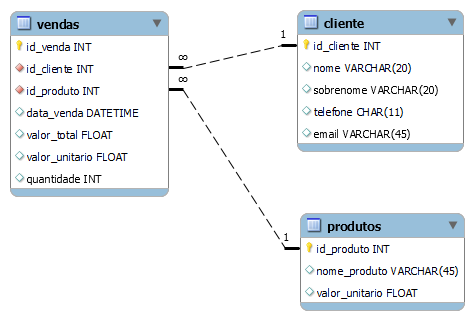 vendas
id_venda INT
id_cliente INT
id_produto INT
data_venda DATETIME
valor_total FLOAT
valor_unitario FLOAT
quantidade INT
∞
∞
1
cliente
id_cliente INT
nome VARCHAR(20)
sobrenome VARCHAR(20)
telefone CHAR(11)
email VARCHAR(45)
1
produtos
id_produto INT
nome_produto VARCHAR(45)
valor_unitario FLOAT